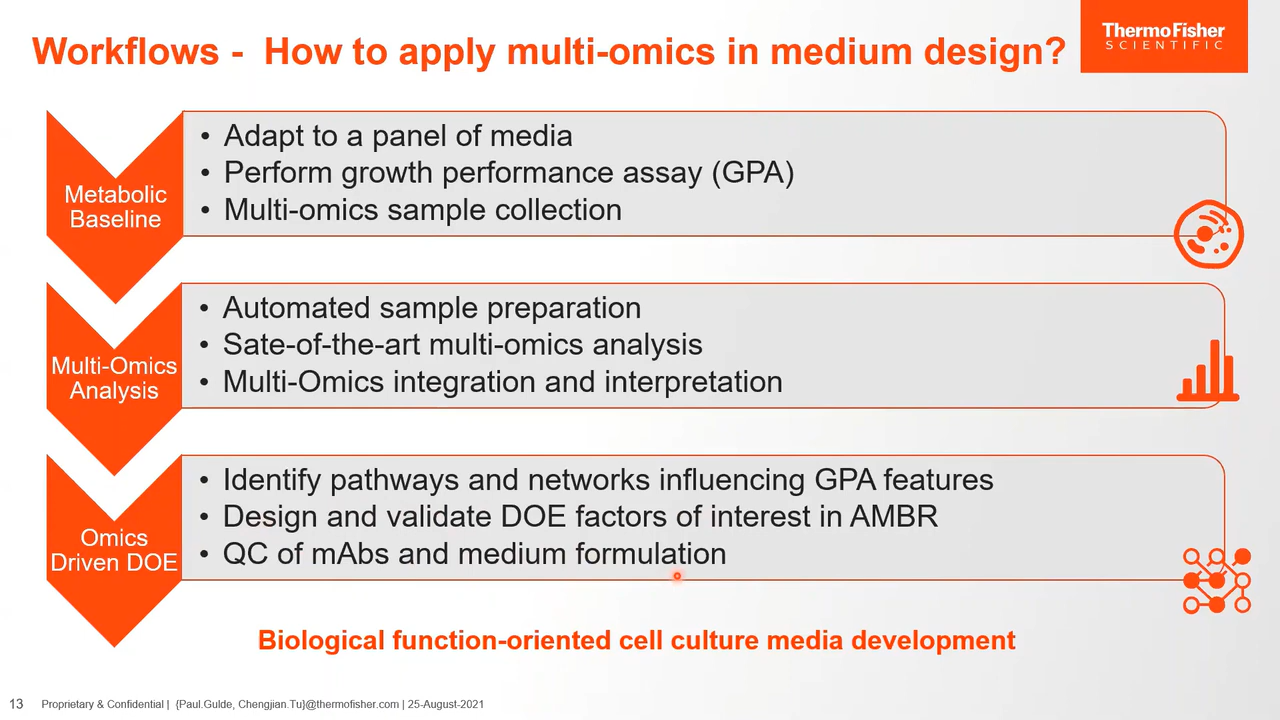 Workflows - How to apply multi-omics in medium design?
ThermoFisher
SCIENTIFIC
Metabolic
Baseline
• Adapt to a panel of media
• Perform growth performance assay (GPA)
• Multi-omics sample collection
Multi-Omics
Analysis
• Automated sample preparation
• Sate-of-the-art multi-omics analysis
• Multi-Omics integration and interpretation
Omics
Driven DOE
• Identify pathways and networks influencing GPA features
• Design and validate DOE factors of interest in AMBR
• QC of mAbs and medium formulation
Biological function-oriented cell culture media development
13 Proprietary & Confidential | {Paul.Gulde, Chengjian.Tu}@thermofisher.com | 25-August-2021